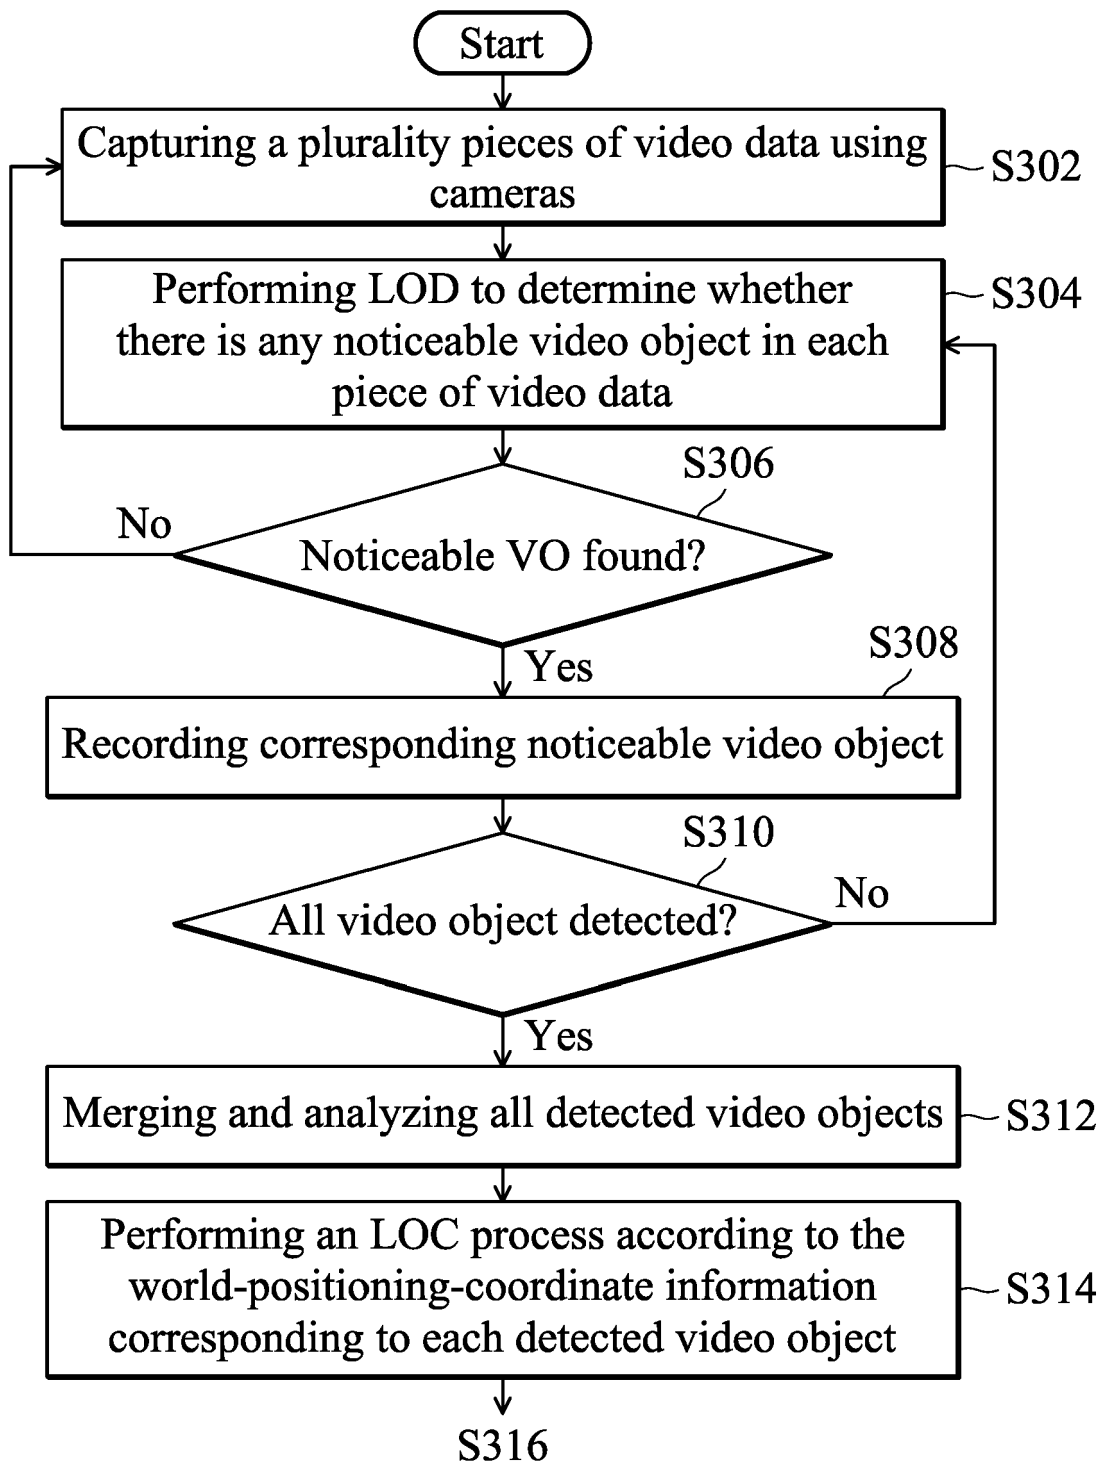 Start
Capturing a plurality pieces of video data using
cameras
S302
Performing LOD to determine whether
there is any noticeable video object in each
piece of video data
S304
S306
No
Noticeable VO found?
Yes
S308
Recording corresponding noticeable video object
S310
No
All video object detected?
Yes
Merging and analyzing all detected video objects
S312
Performing an LOC process according to the
world-positioning-coordinate information
corresponding to each detected video object
S314
S316